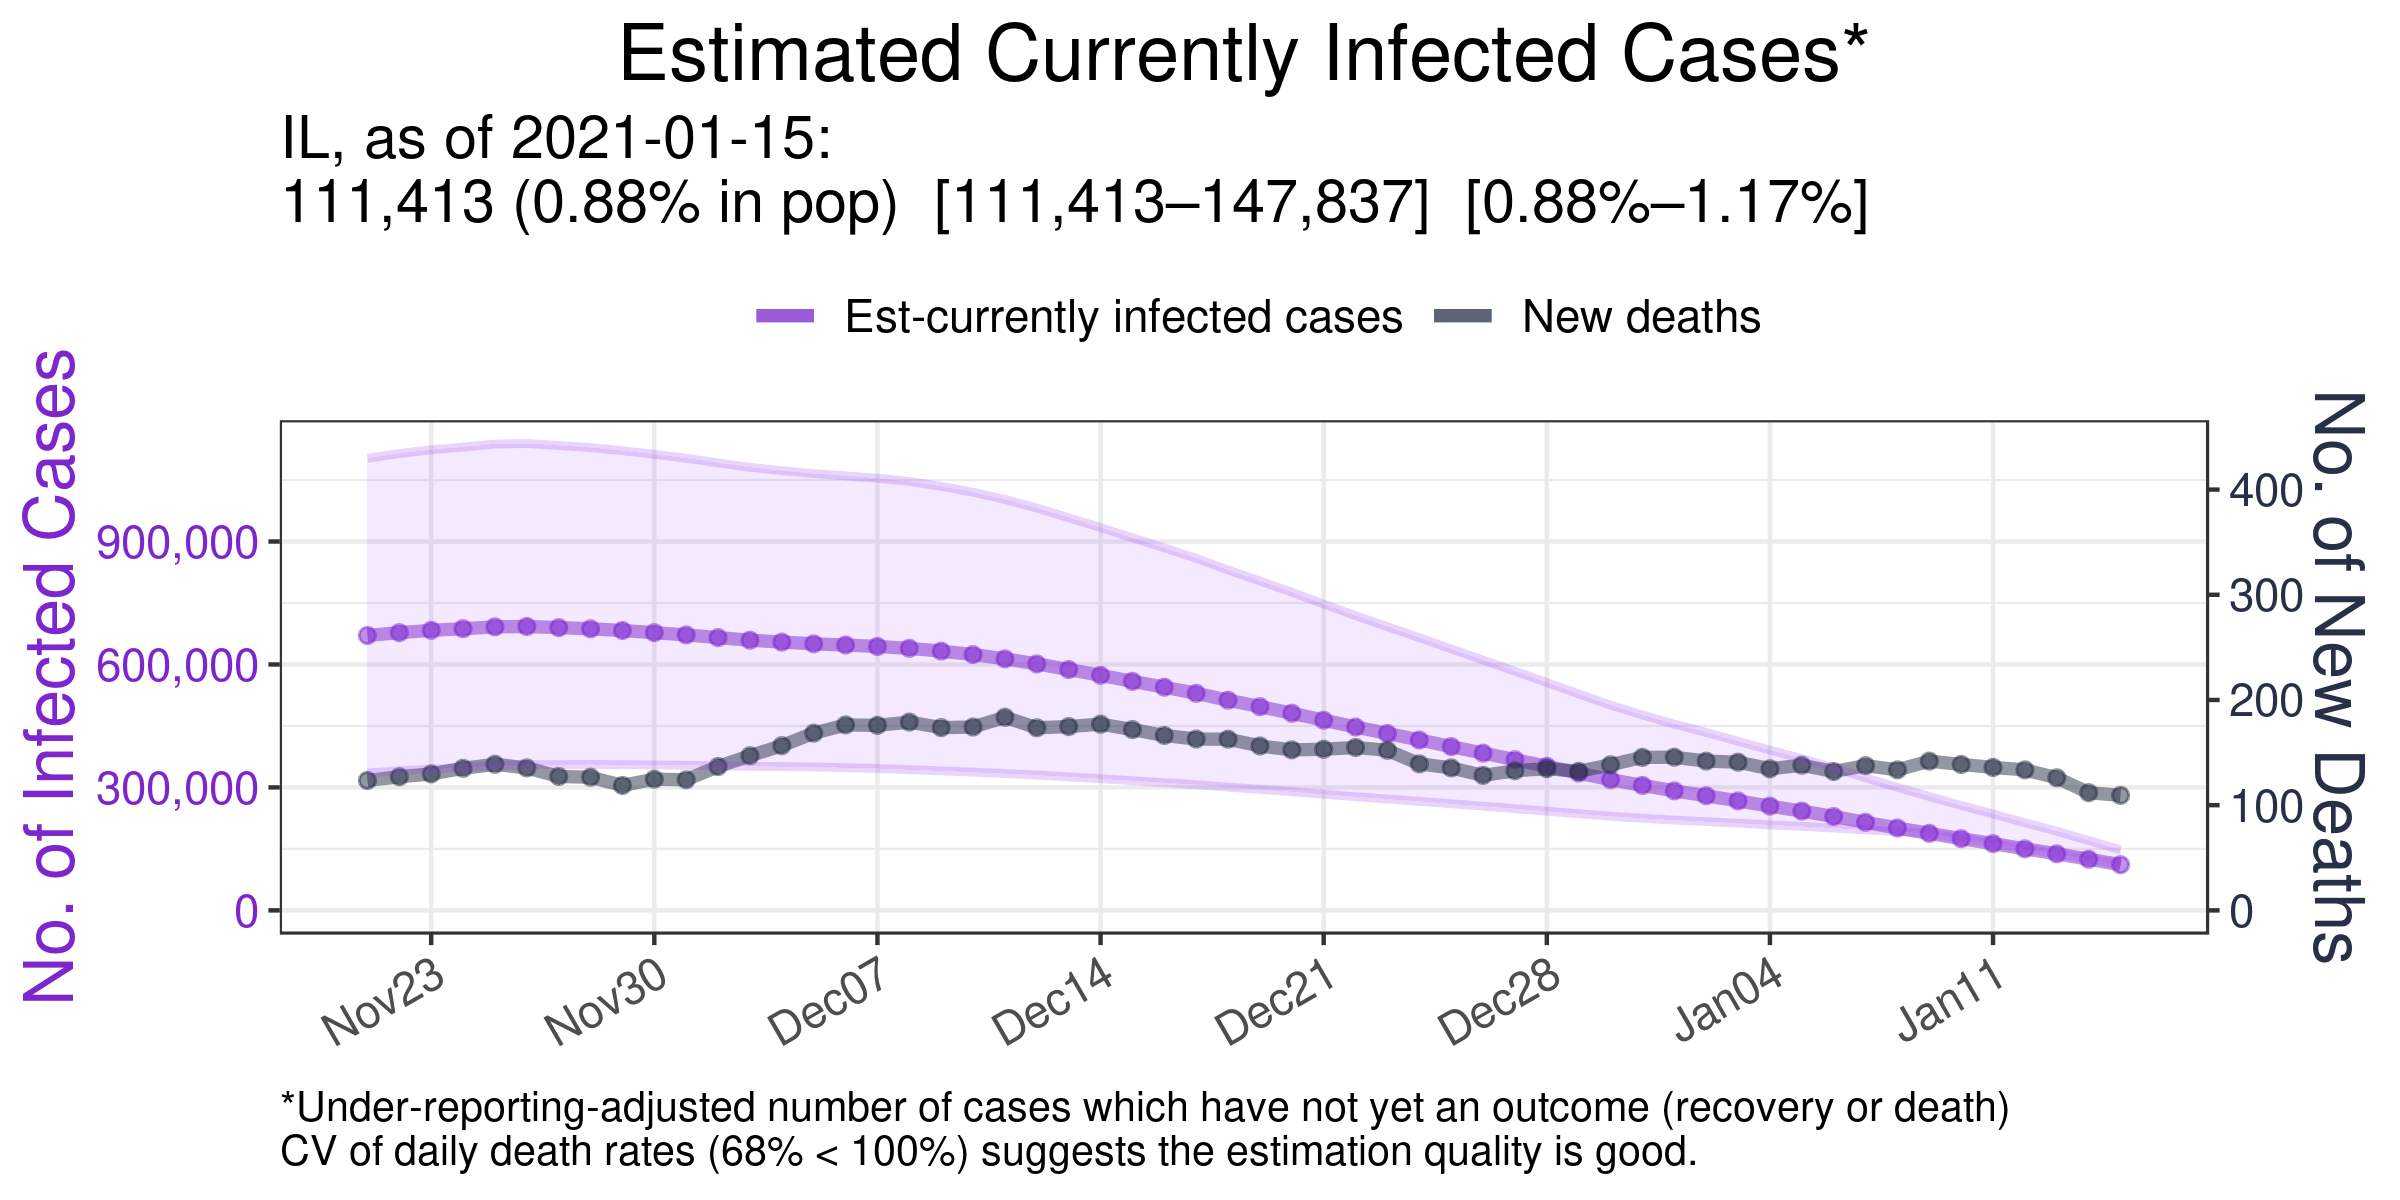 Estimated Currently Infected Cases*
IL, as of 2021-01-15:
111,413 (0.88% in pop)  [111,413–147,837]  [0.88%–1.17%]
Est-currently infected cases
New deaths
No. of Infected Cases
900,000
600,000
300,000
0
No. of New Deaths
400
300
200
100
0
Nov23
Nov30
Dec07
Dec14
Dec21
Dec28
Jan04
Jan11
*Under-reporting-adjusted number of cases which have not yet an outcome (recovery or death)
CV of daily death rates (68% < 100%) suggests the estimation quality is good.